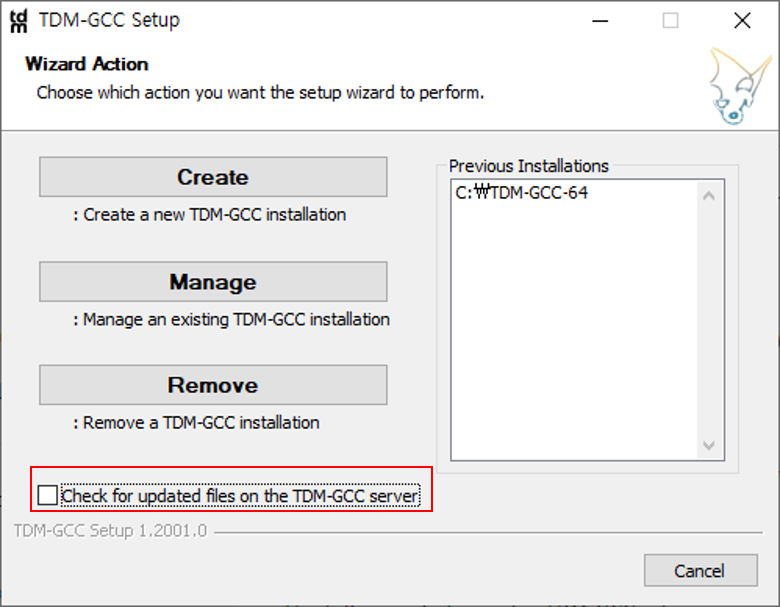 tdm TDM-GCC Setup
Wizard Action
Choose which action you want the setup wizard to perform.
Create
: Create a new TDM-GCC installation
Manage
: Manage an existing TDM-GCC installation
Remove
: Remove a TDM-GCC installation
Previous Installations
C:₩TDM-GCC-64
Check for updated files on the TDM-GCC server
TDM-GCC Setup 1.2001.0
Cancel